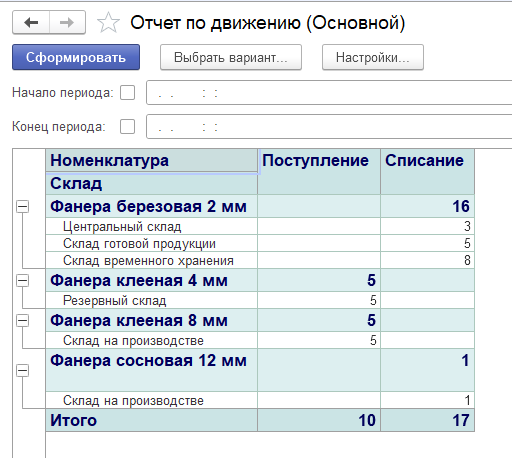 Отчет по движению (Основной)
Сформировать Выбрать вариант... Настройки...
Начало периода: . . : :
Конец периода: . . : :
Номенклатура Поступление Списание
Склад
Фанера березовая 2 мм 16
Центральный склад 3
Склад готовой продукции 5
Склад временного хранения 8
Фанера клееная 4 мм 5
Резервный склад 5
Фанера клееная 8 мм 5
Склад на производстве 5
Фанера сосновая 12 мм 1
Склад на производстве 1
Итого 10 17